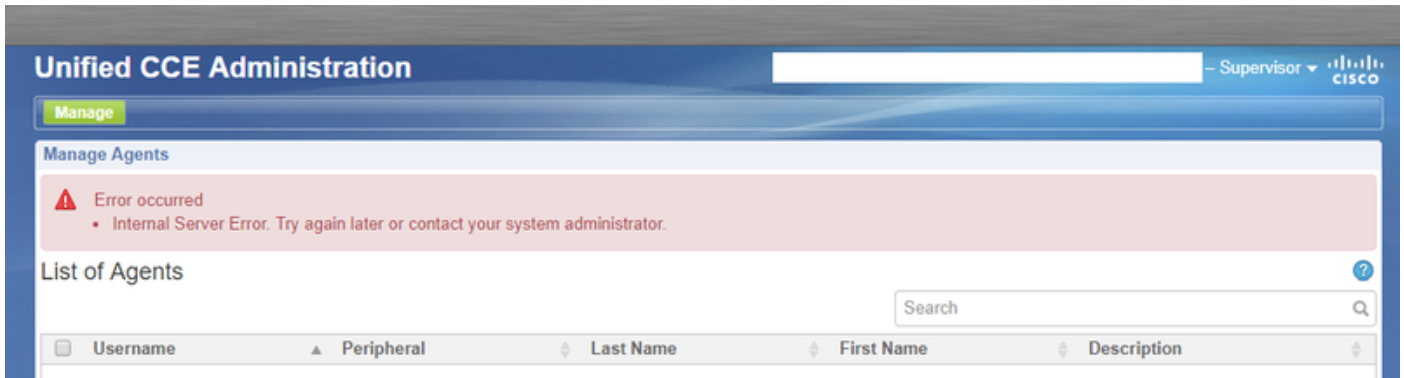 Unified CCE Administration
– Supervisor
CISCO
Manage
Manage Agents
Error occurred
• Internal Server Error. Try again later or contact your system administrator.
List of Agents
?
Search
Username Peripheral Last Name First Name Description